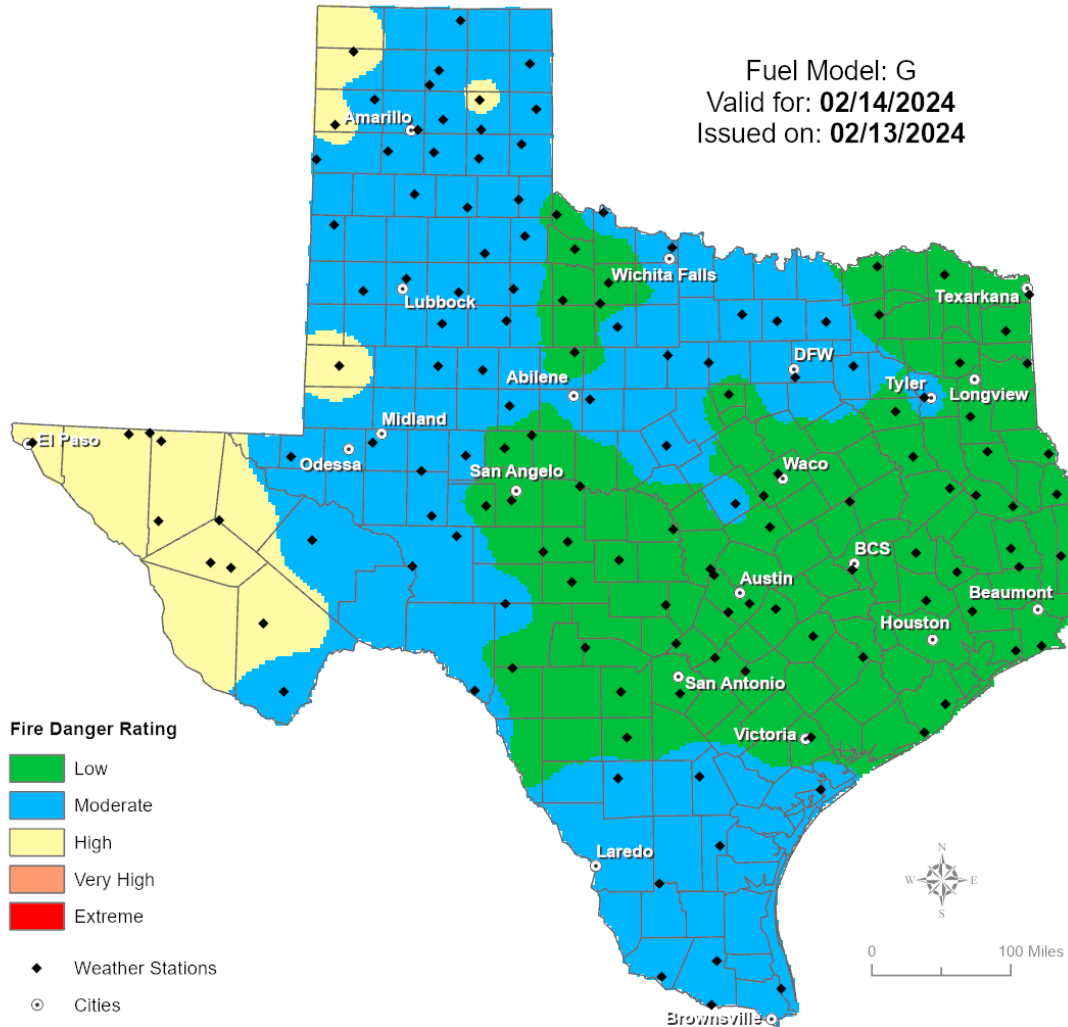 Fuel Model: G
Valid for: 02/14/2024
Issued on: 02/13/2024
Amarillo
Wichita Falls
Lubbock
Texarkana
DFW
Abilene
Tyler
Longview
Midland
El Paso
Odessa
San Angelo
Waco
BCS
Austin
Beaumont
Houston
San Antonio
Victoria
Laredo
Brownsville
Fire Danger Rating
Low
Moderate
High
Very High
Extreme
Weather Stations
Cities
N
W
E
S
0
100 Miles